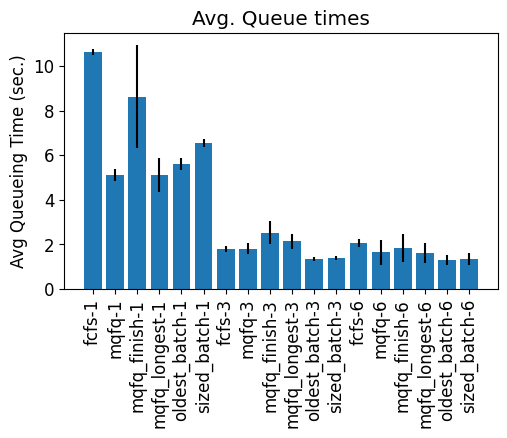 Avg. Queue times
Avg Queueing Time (sec.)
10
8
6
4
2
0
fcfs-1
mqfq-1
mqfq_finish-1
mqfq_longest-1
oldest_batch-1
sized_batch-1
fcfs-3
mqfq-3
mqfq_finish-3
mqfq_longest-3
oldest_batch-3
sized_batch-3
fcfs-6
mqfq-6
mqfq_finish-6
mqfq_longest-6
oldest_batch-6
sized_batch-6